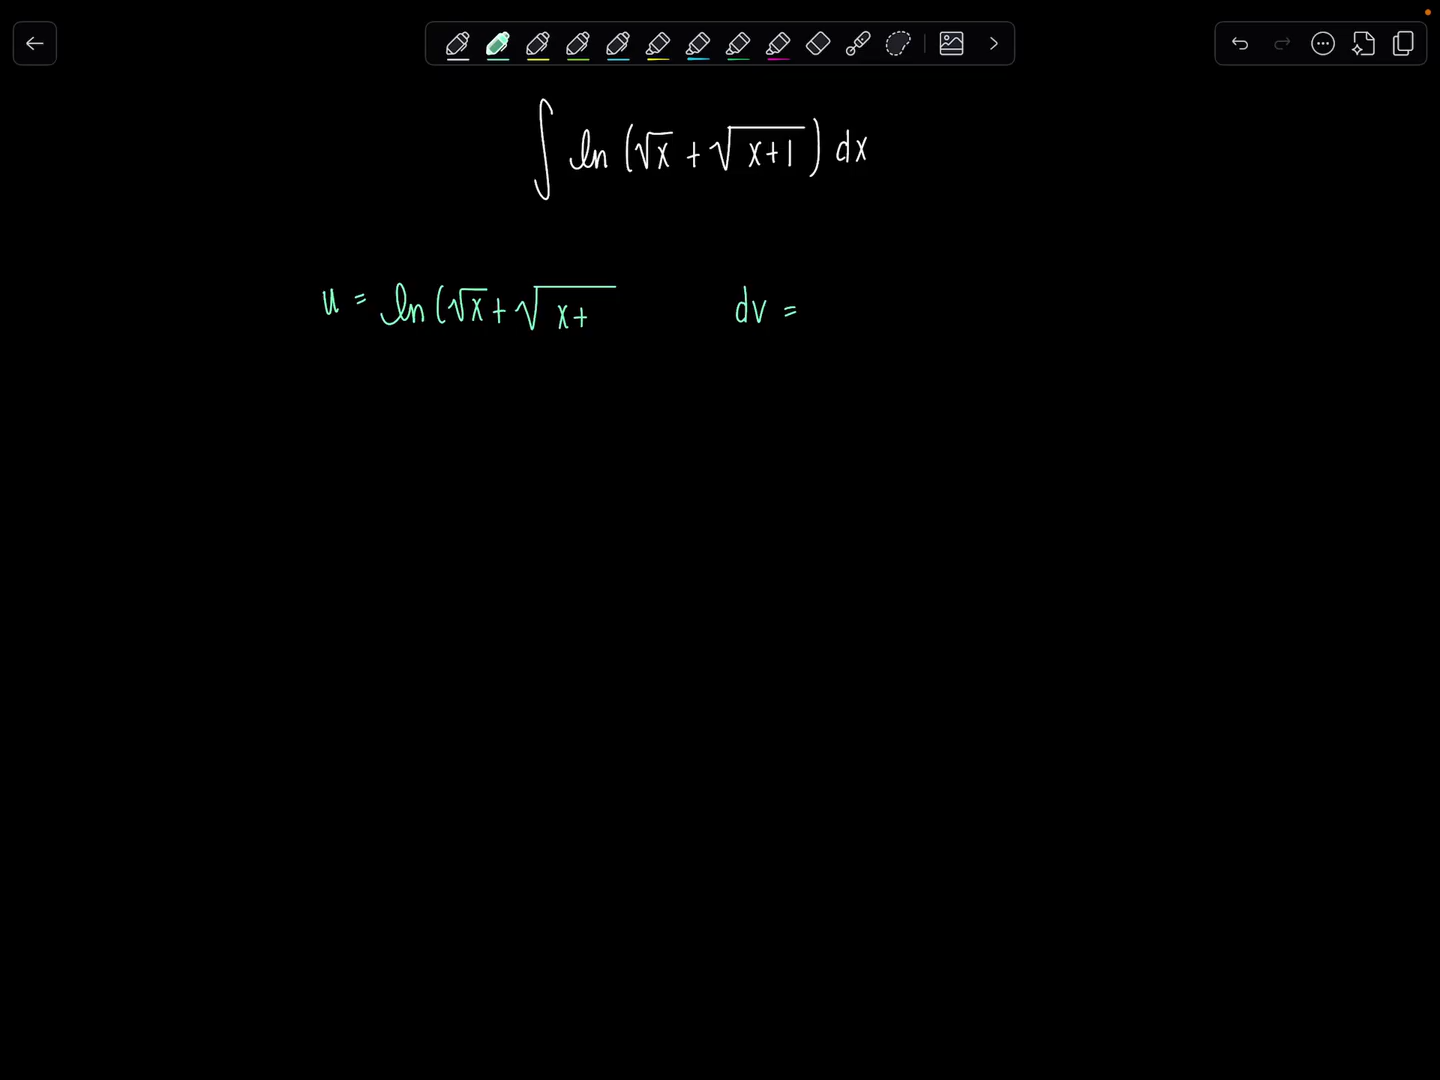 ∫ ln (√x + √(x+1)) dx
u = ln (√x + √(x+ dv =